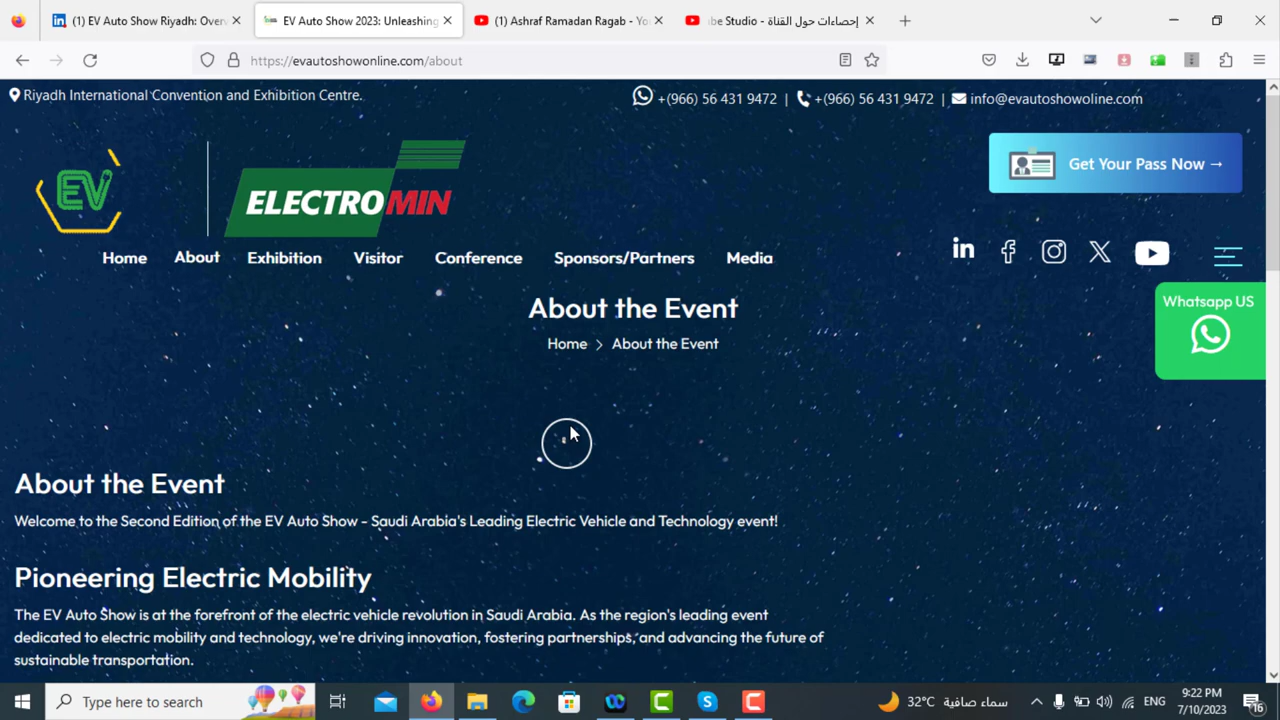 (1) EV Auto Show Riyadh: Over
EV Auto Show 2023: Unleashing
(1) Ashraf Ramadan Ragab - Yo
إحصاءات حول القناة - be Studio
https://evautoshowonline.com/about
Riyadh International Convention and Exhibition Centre.
+(966) 56 431 9472 | +(966) 56 431 9472 | info@evautoshowoline.com
EV
ELECTROMIN
Get Your Pass Now →
Home About Exhibition Visitor Conference Sponsors/Partners Media
Whatsapp US
About the Event
Home > About the Event
About the Event
Welcome to the Second Edition of the EV Auto Show - Saudi Arabia's Leading Electric Vehicle and Technology event!
Pioneering Electric Mobility
The EV Auto Show is at the forefront of the electric vehicle revolution in Saudi Arabia. As the region's leading event
dedicated to electric mobility and technology, we're driving innovation, fostering partnerships, and advancing the future of
sustainable transportation.
Type here to search
32°C سماء صافية
ENG
9:22 PM
7/10/2023
16